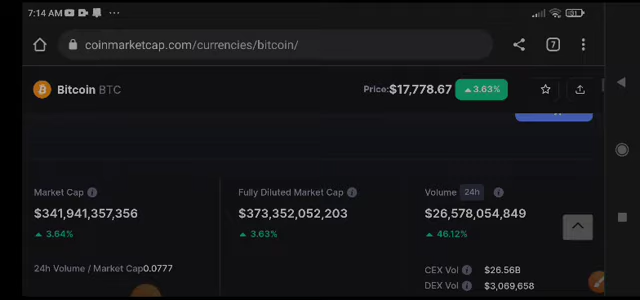 7:14 AM
coinmarketcap.com/currencies/bitcoin/
7
Bitcoin BTC
Price:$17,778.67
3.63%
Market Cap
$341,941,357,356
3.64%
24h Volume / Market Cap0.0777
Fully Diluted Market Cap
$373,352,052,203
3.63%
Volume 24h
$26,578,054,849
46.12%
CEX Vol $26.56B
DEX Vol $3,069,658